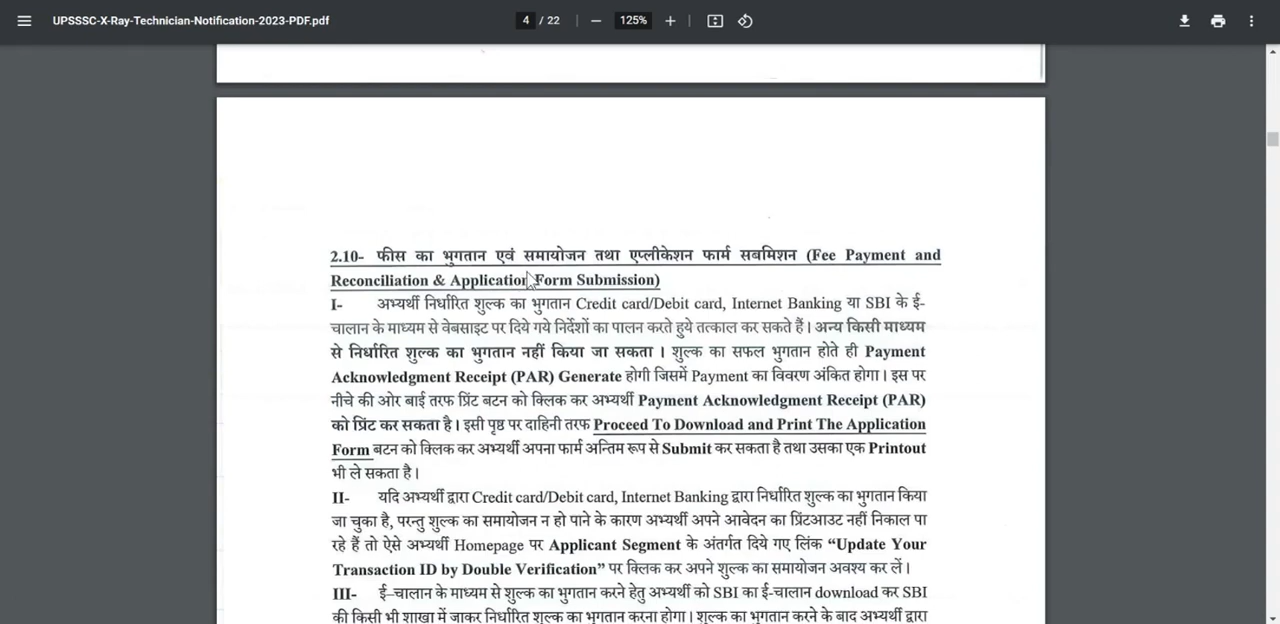 UPSSSC-X-Ray-Technician-Notification-2023-PDF.pdf
4 / 22
125%
2.10- फीस का भुगतान एवं समायोजन तथा एप्लीकेशन फार्म सबमिशन (Fee Payment and
Reconciliation & Application Form Submission)
I- अभ्यर्थी निर्धारित शुल्क का भुगतान Credit card/Debit card, Internet Banking या SBI के ई-
चालान के माध्यम से वेबसाइट पर दिये गये निर्देशों का पालन करते हुये तत्काल कर सकते हैं। अन्य किसी माध्यम
से निर्धारित शुल्क का भुगतान नहीं किया जा सकता । शुल्क का सफल भुगतान होते ही Payment
Acknowledgment Receipt (PAR) Generate होगी जिसमें Payment का विवरण अंकित होगा। इस पर
नीचे की ओर बाई तरफ प्रिंट बटन को क्लिक कर अभ्यर्थी Payment Acknowledgment Receipt (PAR)
को प्रिंट कर सकता है। इसी पृष्ठ पर दाहिनी तरफ Proceed To Download and Print The Application
Form बटन को क्लिक कर अभ्यर्थी अपना फार्म अन्तिम रूप से Submit कर सकता है तथा उसका एक Printout
भी ले सकता है।
II- यदि अभ्यर्थी द्वारा Credit card/Debit card, Internet Banking द्वारा निर्धारित शुल्क का भुगतान किया
जा चुका है, परन्तु शुल्क का समायोजन न हो पाने के कारण अभ्यर्थी अपने आवेदन का प्रिंटआउट नहीं निकाल पा
रहे हैं तो ऐसे अभ्यर्थी Homepage पर Applicant Segment के अंतर्गत दिये गए लिंक “Update Your
Transaction ID by Double Verification” पर क्लिक कर अपने शुल्क का समायोजन अवश्य कर लें।
III- ई-चालान के माध्यम से शुल्क का भुगतान करने हेतु अभ्यर्थी को SBI का ई-चालान download कर SBI
की किसी भी शाखा में जाकर निर्धारित शुल्क का भुगतान करना होगा। शुल्क का भुगतान करने के बाद अभ्यर्थी द्वारा